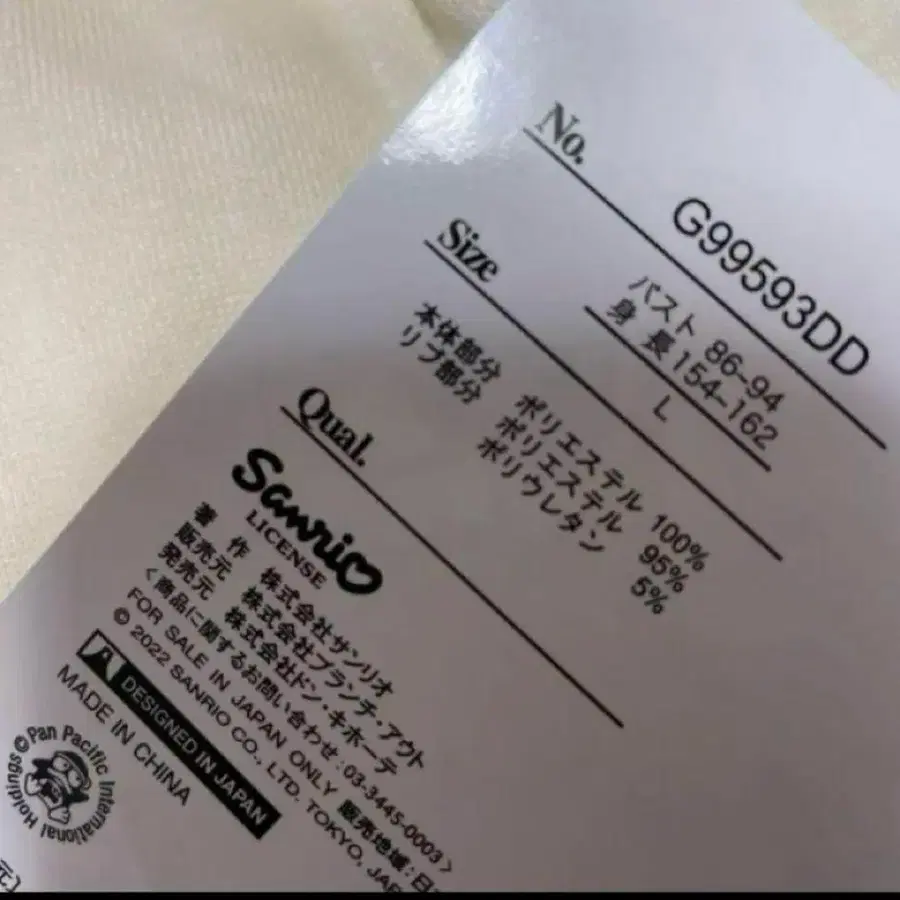 No.
G99593DD
Size
バスト 86-94
身 長 154-162
L
本体部分 ポリエステル 100%
リブ部分 ポリエステル 95%
ポリウレタン 5%
Qual.
Sanrio
LICENSE
著 作 株式会社サンリオ
販売元 株式会社ブランチ・アウト
発売元 株式会社ドン・キホーテ
<商品に関するお問い合わせ:03-3445-0003>
FOR SALE IN JAPAN ONLY 販売地域:日
© 2022 SANRIO CO., LTD. TOKYO, JAP
DESIGNED IN JAPAN
MADE IN CHINA
© Pan Pacific International Holdings
元]